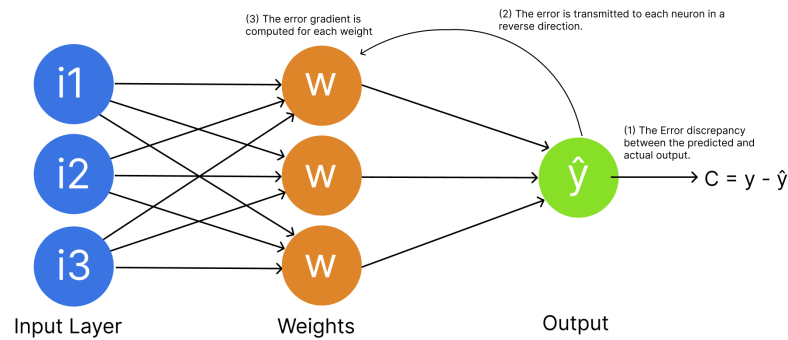 (3) The error gradient is
computed for each weight
(2) The error is transmitted to each neuron in a
reverse direction.
i1
w
(1) The Error discrepancy
between the predicted and
actual output.
i2
w
ŷ
C = y - ŷ
i3
w
Input Layer
Weights
Output